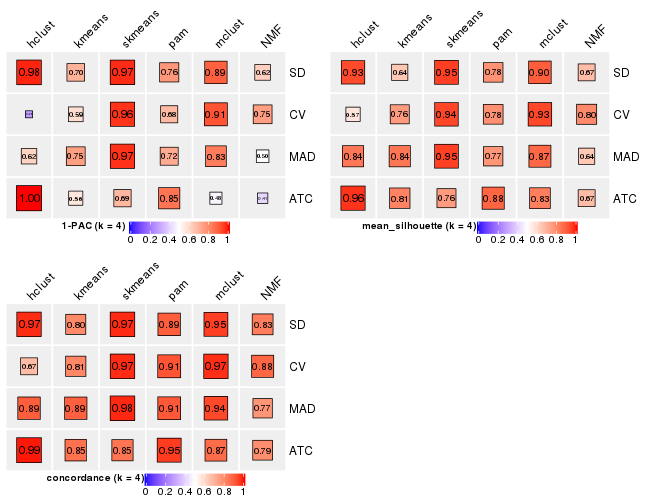 hclust kmeans skmeans pam mclust NMF
0.98 0.70 0.97 0.76 0.89 0.62 SD
0.59 0.96 0.68 0.91 0.75 CV
0.62 0.75 0.97 0.72 0.83 0.50 MAD
1.00 0.56 0.69 0.85 0.48 ATC
1-PAC (k = 4)
0 0.2 0.4 0.6 0.8 1
hclust kmeans skmeans pam mclust NMF
0.93 0.64 0.95 0.78 0.90 0.67 SD
0.57 0.76 0.94 0.78 0.93 0.80 CV
0.84 0.84 0.95 0.77 0.87 0.64 MAD
0.96 0.81 0.76 0.88 0.83 0.67 ATC
mean_silhouette (k = 4)
0 0.2 0.4 0.6 0.8 1
hclust kmeans skmeans pam mclust NMF
0.97 0.80 0.97 0.89 0.95 0.83 SD
0.67 0.81 0.97 0.91 0.97 0.88 CV
0.89 0.89 0.98 0.91 0.94 0.77 MAD
0.99 0.85 0.85 0.95 0.87 0.79 ATC
concordance (k = 4)
0 0.2 0.4 0.6 0.8 1